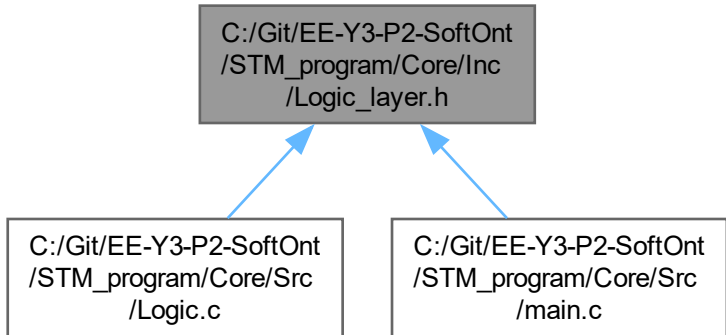 C:/Git/EE-Y3-P2-SoftOnt
/STM_program/Core/Inc
/Logic_layer.h
C:/Git/EE-Y3-P2-SoftOnt
/STM_program/Core/Src
/Logic.c
C:/Git/EE-Y3-P2-SoftOnt
/STM_program/Core/Src
/main.c